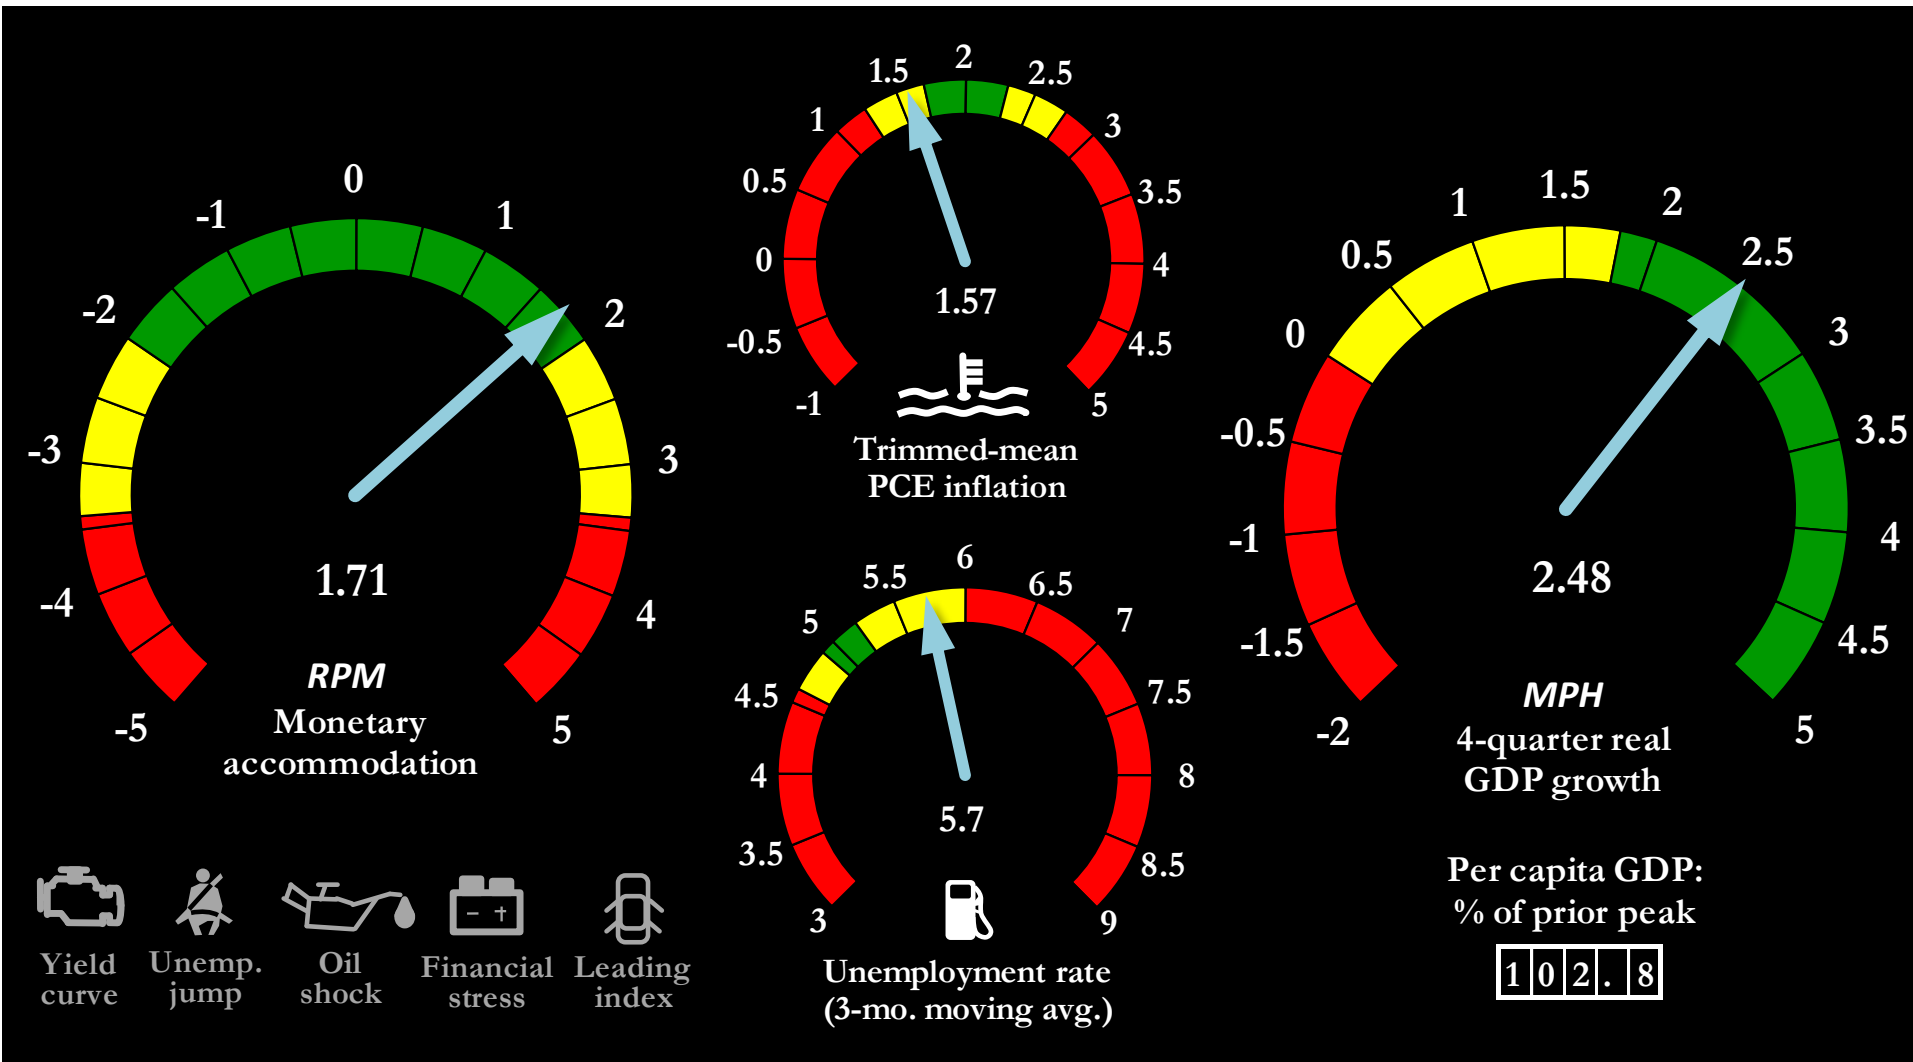 0
-1
1
-2
2
-3
3
-4
4
-5
5
1.71
RPM
Monetary
accommodation
2
1.5
2.5
1
3
0.5
3.5
0
4
-0.5
4.5
-1
5
1.57
Trimmed-mean
PCE inflation
6
5.5
6.5
5
7
4.5
7.5
4
8
3.5
8.5
3
9
5.7
Unemployment rate
(3-mo. moving avg.)
1.5
1
2
0.5
2.5
0
3
-0.5
3.5
-1
4
-1.5
4.5
-2
5
2.48
MPH
4-quarter real
GDP growth
Per capita GDP:
% of prior peak
102.8
Yield
curve
Unemp.
jump
Oil
shock
Financial
stress
Leading
index